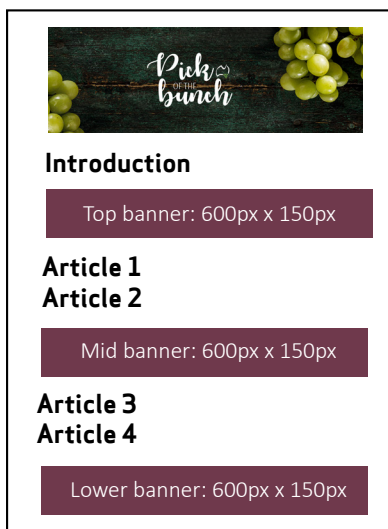 Pick
OF THE
bunch
Introduction
Top banner: 600px x 150px
Article 1
Article 2
Mid banner: 600px x 150px
Article 3
Article 4
Lower banner: 600px x 150px